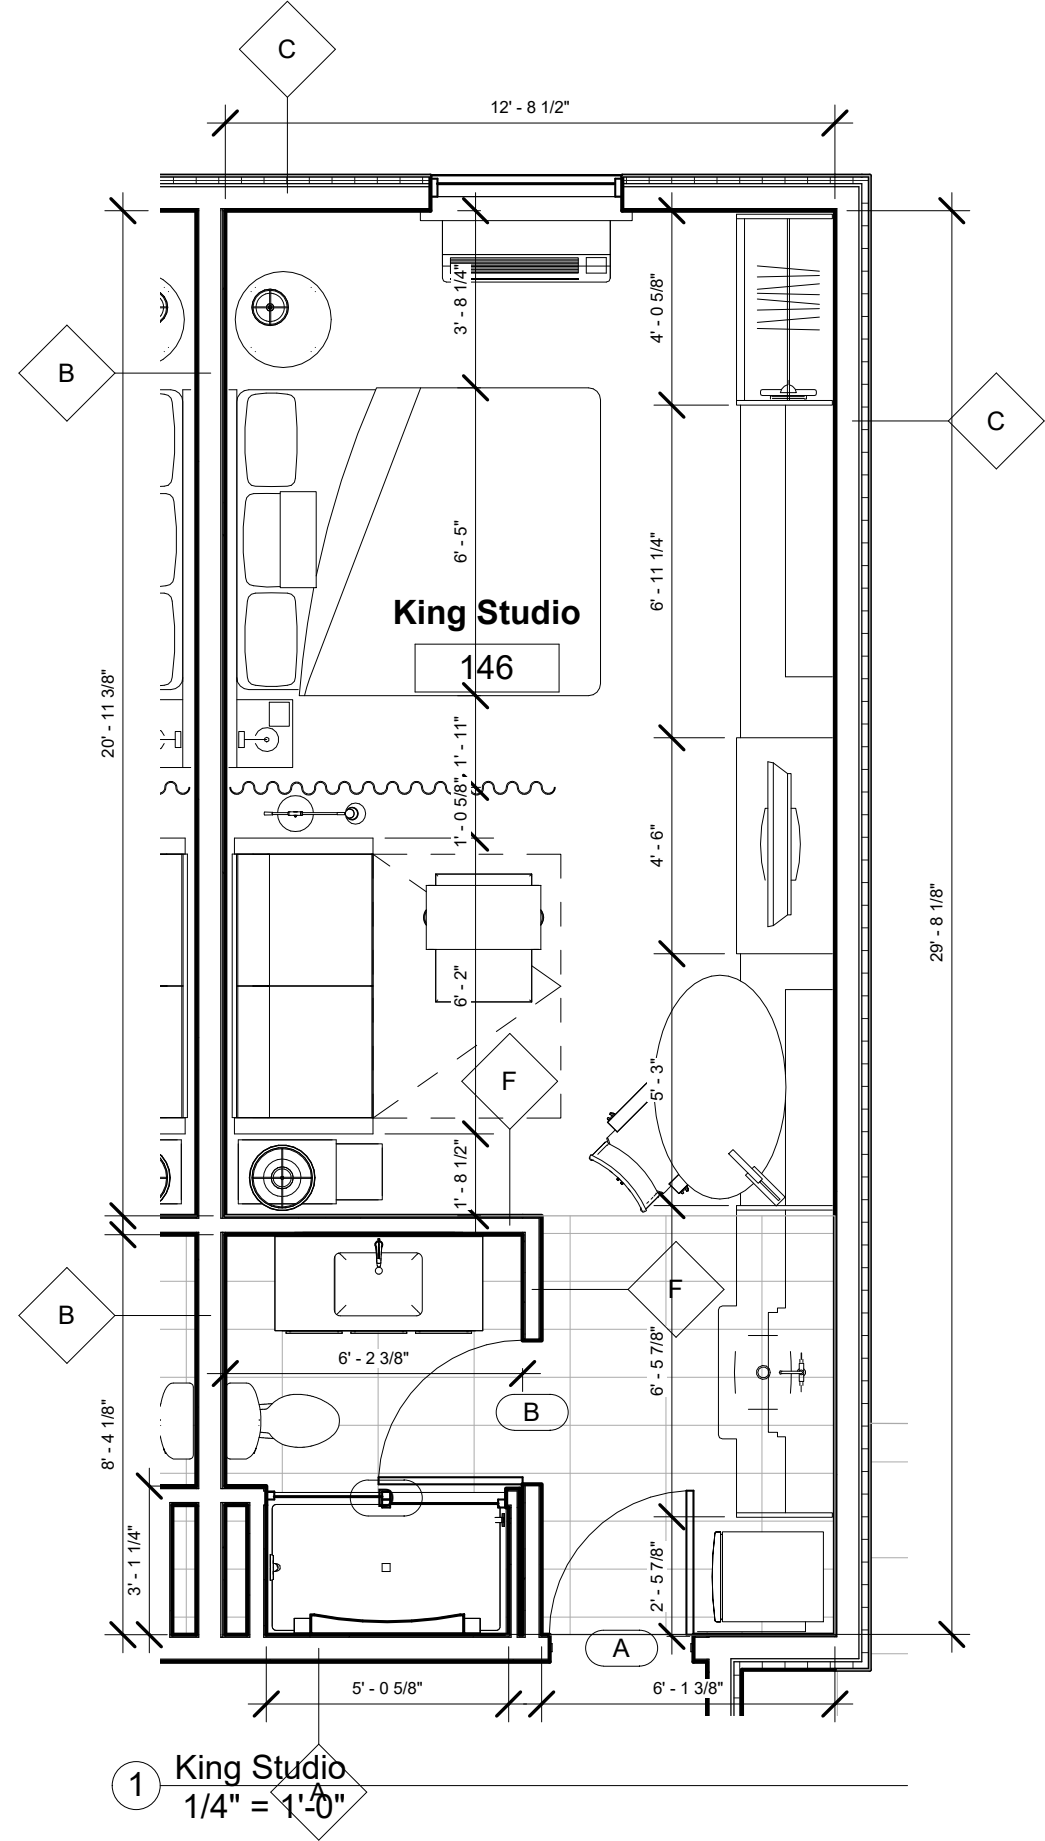 C
12' - 8 1/2"
3' - 8 1/4"
4' - 0 5/8"
B
C
6' - 5"
6' - 11 1/4"
King Studio
146
20' - 11 3/8"
1' - 11"
1' - 0 5/8"
4' - 6"
29' - 8 1/8"
6' - 2"
F
5' - 3"
1' - 8 1/2"
B
F
6' - 2 3/8"
6' - 5 7/8"
B
8' - 4 1/8"
3' - 1 1/4"
2' - 5 7/8"
A
5' - 0 5/8"
6' - 1 3/8"
1
King Studio
A
1/4" = 1'-0"